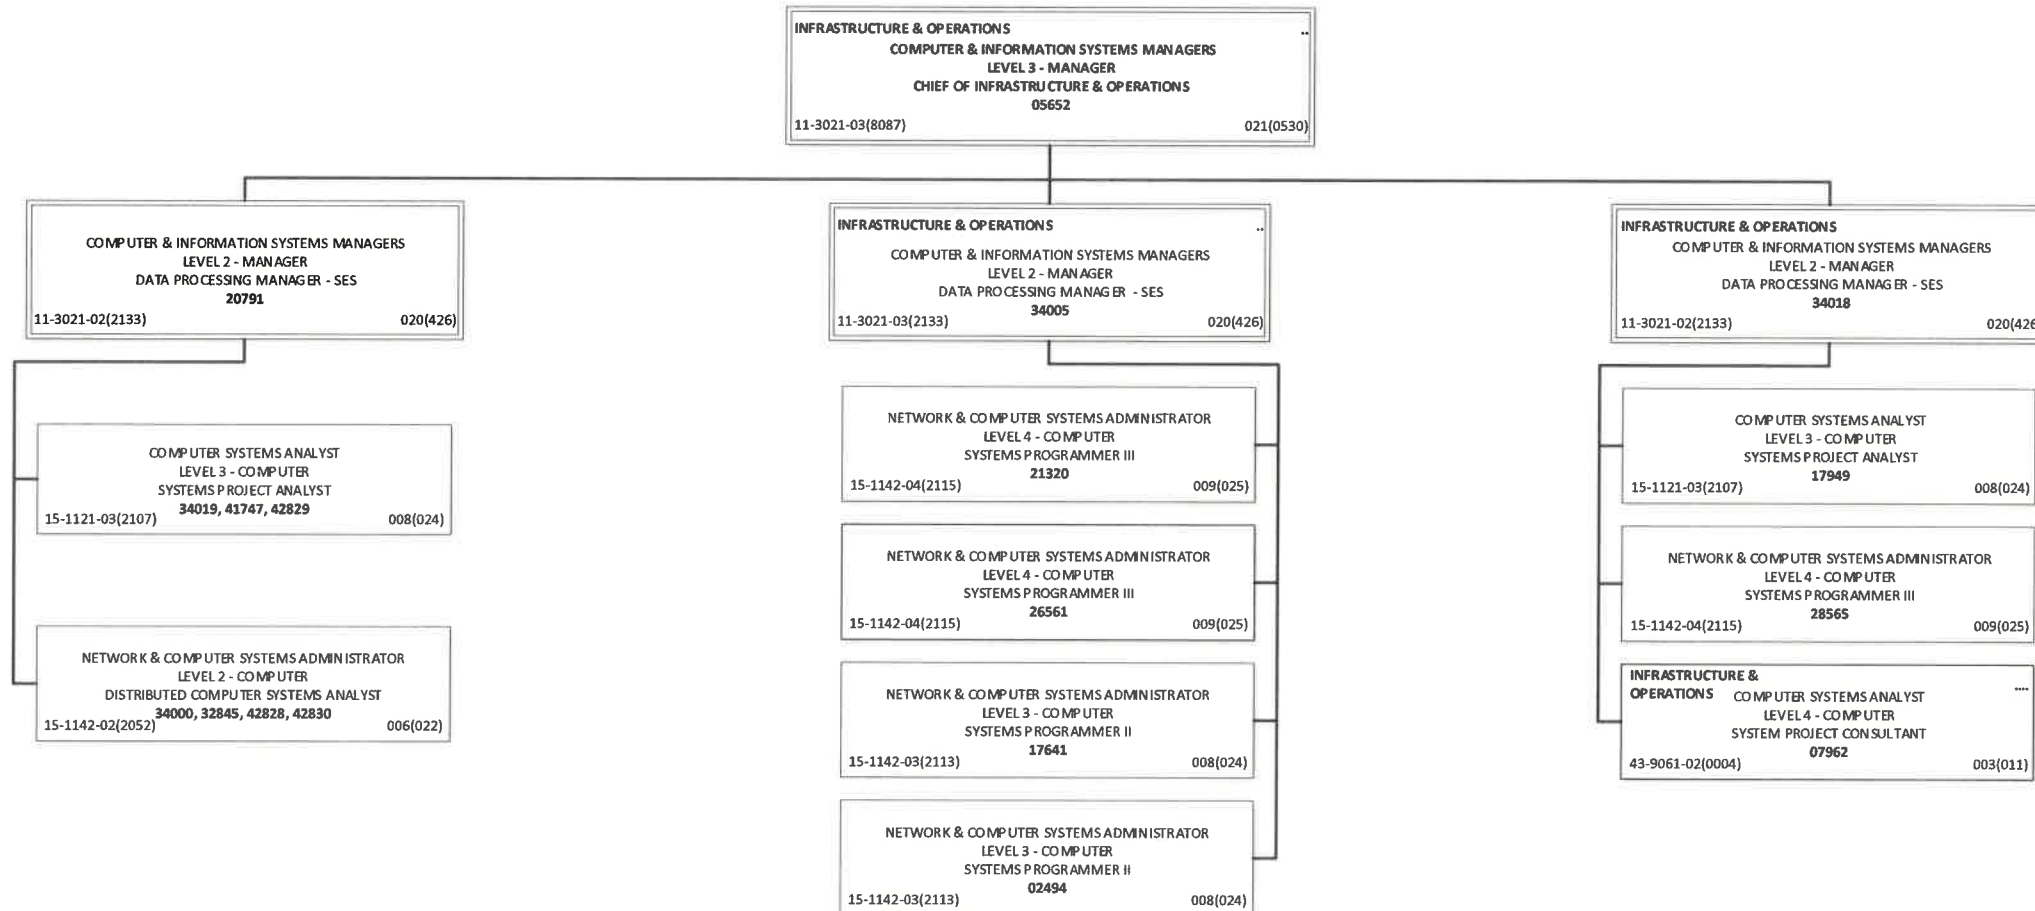 INFRASTRUCTURE & OPERATIONS ..
COMPUTER & INFORMATION SYSTEMS MANAGERS
LEVEL 3 - MANAGER
CHIEF OF INFRASTRUCTURE & OPERATIONS
05652
11-3021-03(8087) 021(0530)
COMPUTER & INFORMATION SYSTEMS MANAGERS
LEVEL 2 - MANAGER
DATA PROCESSING MANAGER - SES
20791
11-3021-02(2133) 020(426)
COMPUTER SYSTEMS ANALYST
LEVEL 3 - COMPUTER
SYSTEMS PROJECT ANALYST
34019, 41747, 42829
15-1121-03(2107) 008(024)
NETWORK & COMPUTER SYSTEMS ADMINISTRATOR
LEVEL 2 - COMPUTER
DISTRIBUTED COMPUTER SYSTEMS ANALYST
34000, 32845, 42828, 42830
15-1142-02(2052) 006(022)
INFRASTRUCTURE & OPERATIONS ..
COMPUTER & INFORMATION SYSTEMS MANAGERS
LEVEL 2 - MANAGER
DATA PROCESSING MANAGER - SES
34005
11-3021-03(2133) 020(426)
NETWORK & COMPUTER SYSTEMS ADMINISTRATOR
LEVEL 4 - COMPUTER
SYSTEMS PROGRAMMER III
21320
15-1142-04(2115) 009(025)
NETWORK & COMPUTER SYSTEMS ADMINISTRATOR
LEVEL 4 - COMPUTER
SYSTEMS PROGRAMMER III
26561
15-1142-04(2115) 009(025)
NETWORK & COMPUTER SYSTEMS ADMINISTRATOR
LEVEL 3 - COMPUTER
SYSTEMS PROGRAMMER II
17641
15-1142-03(2113) 008(024)
NETWORK & COMPUTER SYSTEMS ADMINISTRATOR
LEVEL 3 - COMPUTER
SYSTEMS PROGRAMMER II
02494
15-1142-03(2113) 008(024)
INFRASTRUCTURE & OPERATIONS
COMPUTER & INFORMATION SYSTEMS MANAGERS
LEVEL 2 - MANAGER
DATA PROCESSING MANAGER - SES
34018
11-3021-02(2133) 020(426
COMPUTER SYSTEMS ANALYST
LEVEL 3 - COMPUTER
SYSTEMS PROJECT ANALYST
17949
15-1121-03(2107) 008(024)
NETWORK & COMPUTER SYSTEMS ADMINISTRATOR
LEVEL 4 - COMPUTER
SYSTEMS PROGRAMMER III
28565
15-1142-04(2115) 009(025)
INFRASTRUCTURE & ....
OPERATIONS COMPUTER SYSTEMS ANALYST
LEVEL 4 - COMPUTER
SYSTEM PROJECT CONSULTANT
07962
43-9061-02(0004) 003(011)